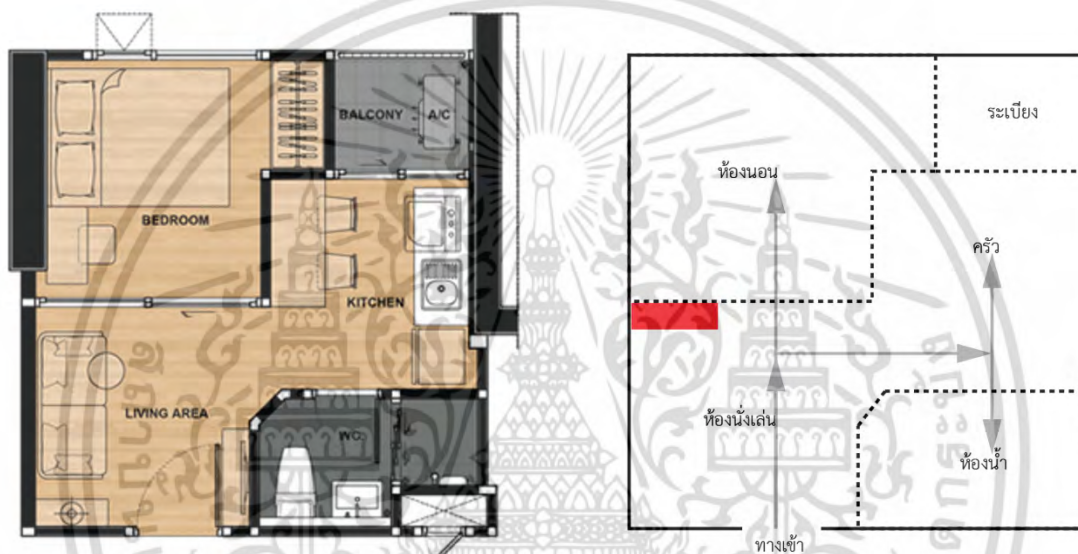 BALCONY
A/C
BEDROOM
KITCHEN
LIVING AREA
WC.
ระเบียง
ห้องนอน
ครัว
ห้องนั่งเล่น
ห้องน้ำ
ทางเข้า